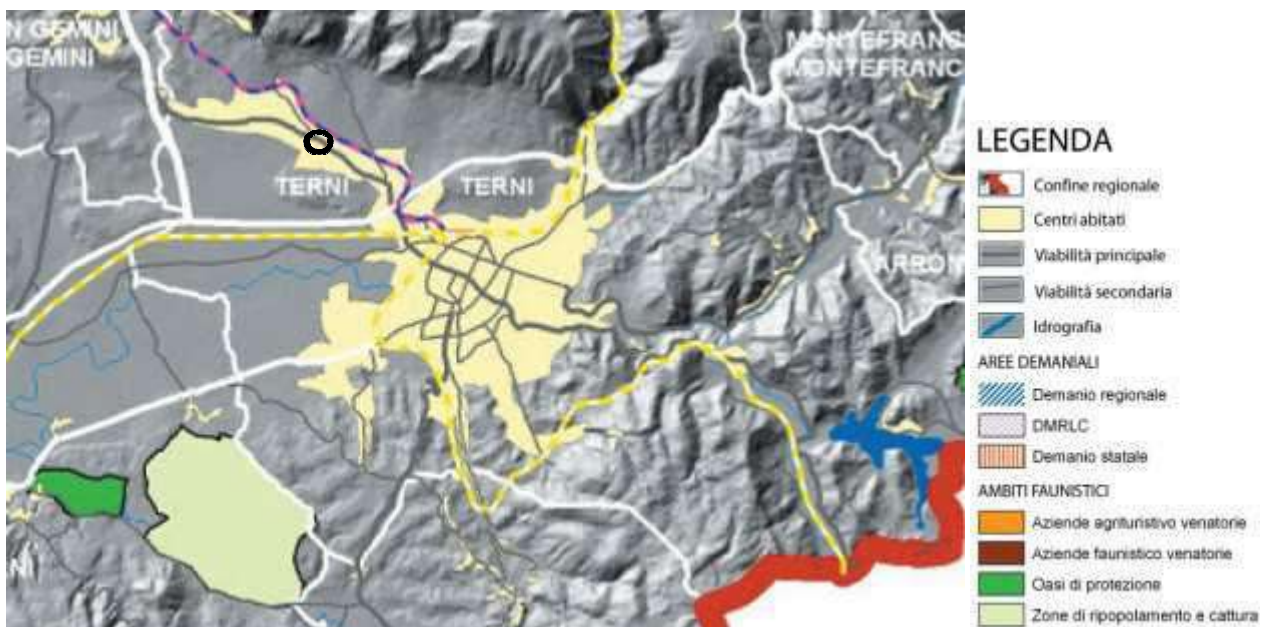 N GEMINI
GEMINI
MONTEFRANC
MONTEFRANC
TERNI
TERNI
ARRON
LEGENDA
Confine regionale
Centri abitati
Viabilità principale
Viabilità secondaria
Idrografia
AREE DEMANIALI
Demanio regionale
DMRLC
Demanio statale
AMBITI FAUNISTICI
Aziende agrituristivo venatorie
Aziende faunistico venatorie
Oasi di protezione
Zone di ripopolamento e cattura